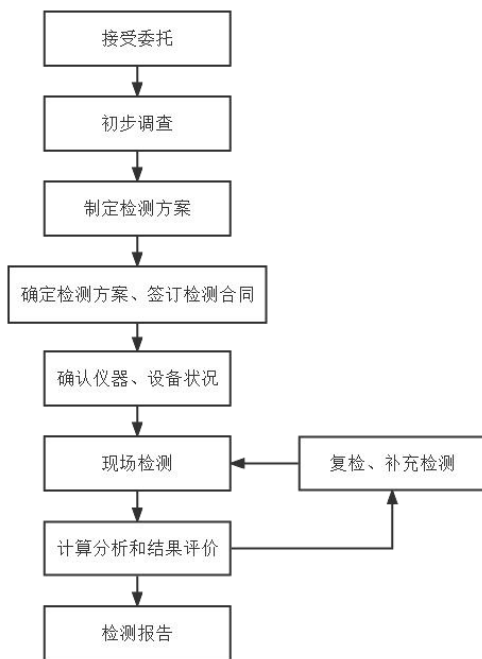 接受委托
初步调查
制定检测方案
确定检测方案、签订检测合同
确认仪器、设备状况
现场检测
复检、补充检测
计算分析和结果评价
检测报告